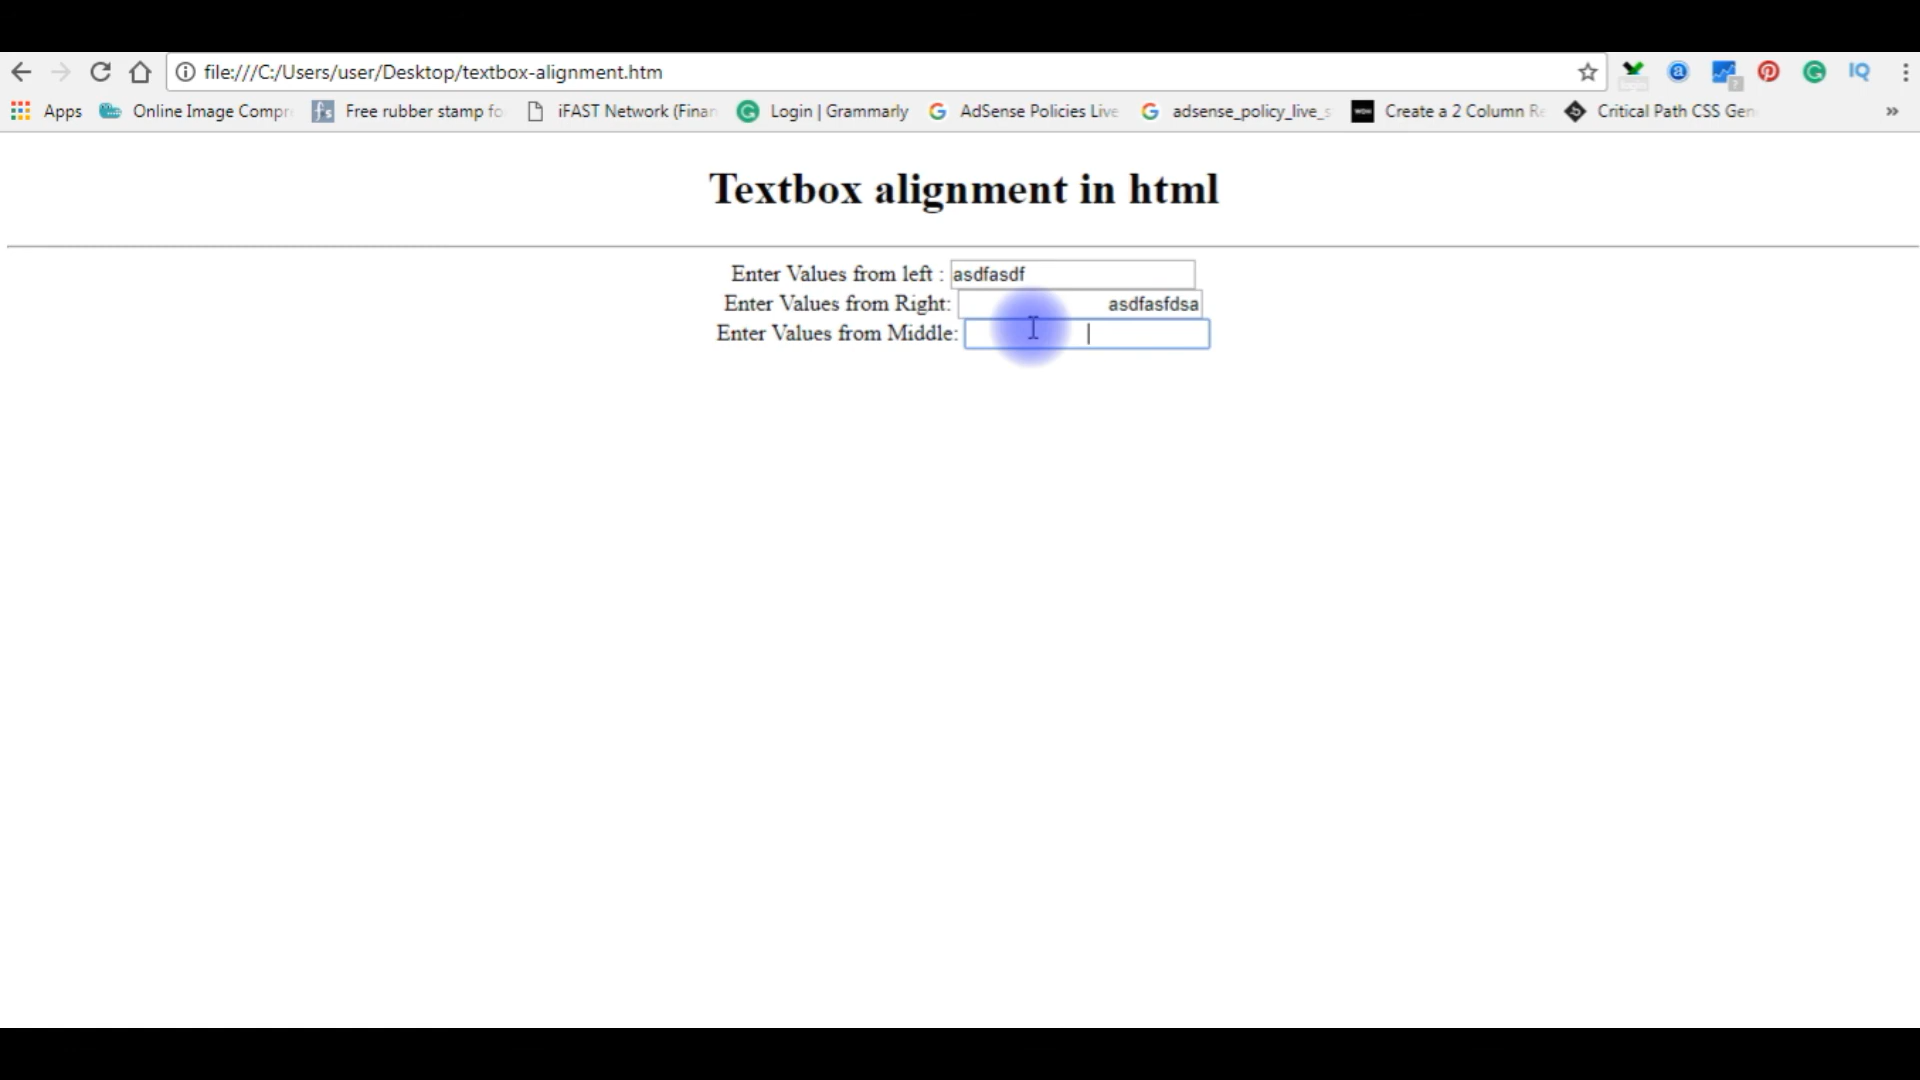 file:///C:/Users/user/Desktop/textbox-alignment.htm
Apps Online Image Compr Free rubber stamp fo iFAST Network (Finan Login | Grammarly AdSense Policies Live adsense_policy_live_s Create a 2 Column Re Critical Path CSS Gen »
Textbox alignment in html
Enter Values from left : asdfasdf
Enter Values from Right: asdfasfdsa
Enter Values from Middle: